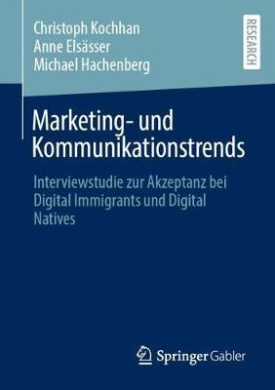 Christoph Kochhan
Anne Elsässer
Michael Hachenberg
RESEARCH
Marketing- und
Kommunikationstrends
Interviewstudie zur Akzeptanz bei
Digital Immigrants und Digital
Natives
Springer Gabler